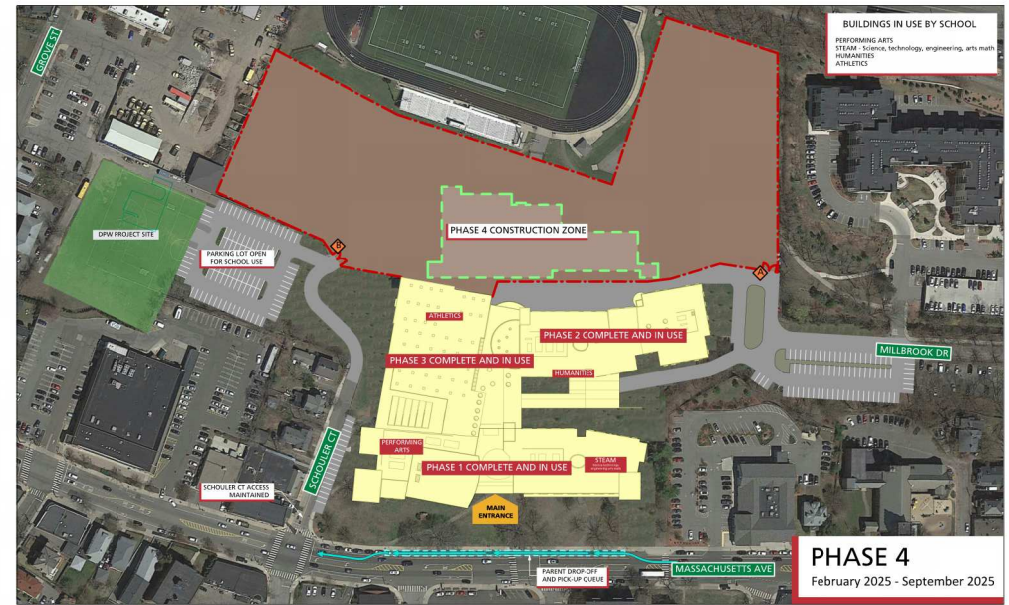 GROVE ST
BUILDINGS IN USE BY SCHOOL
PERFORMING ARTS
STEAM - Science, technology, engineering, arts math
HUMANITIES
ATHLETICS
DPW PROJECT SITE
PARKING LOT OPEN
FOR SCHOOL USE
B
PHASE 4 CONSTRUCTION ZONE
A
ATHLETICS
PHASE 2 COMPLETE AND IN USE
MILLBROOK DR
PHASE 3 COMPLETE AND IN USE
HUMANITIES
SCHOULER CT
PERFORMING
ARTS
PHASE 1 COMPLETE AND IN USE
STEAM
SCHOULER CT ACCESS
MAINTAINED
MAIN
ENTRANCE
PARENT DROP-OFF
AND PICK-UP QUEUE
MASSACHUSETTS AVE
PHASE 4
February 2025 - September 2025